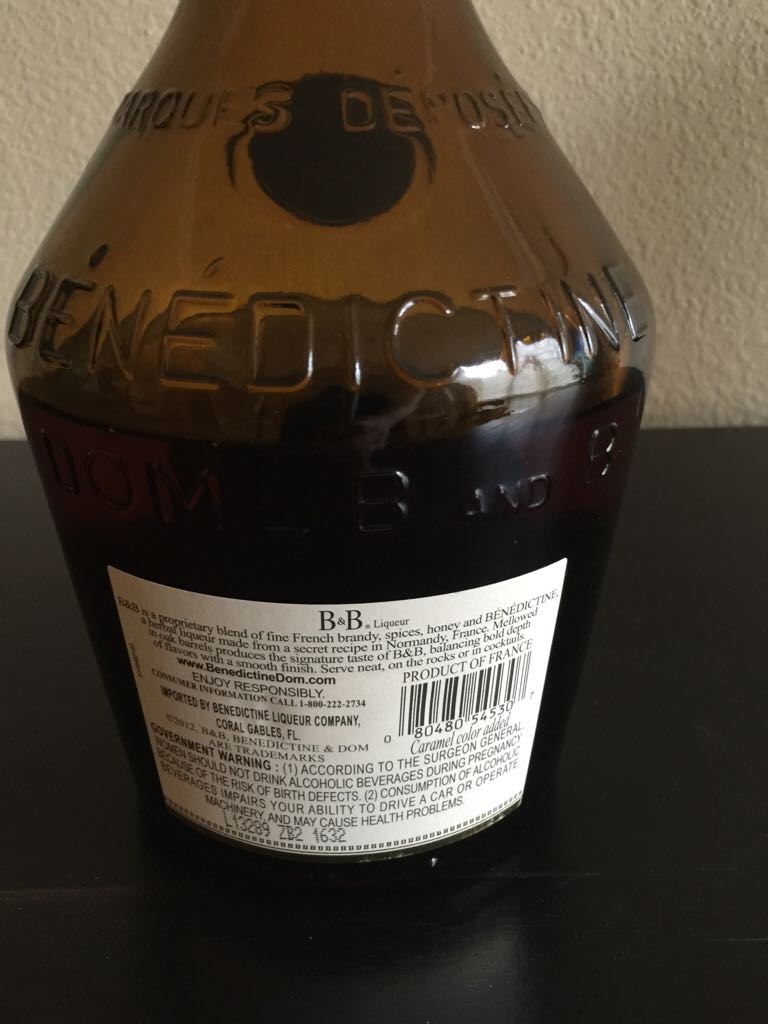 MARQUES DÉPOSÉES
BÉNÉDICTINE
DOM _ B AND B
B&B® Liqueur
B&B is a proprietary blend of fine French brandy, spices, honey and BÉNÉDICTINE,
a herbal liqueur made from a secret recipe in Normandy, France. Mellowed
in oak barrels produces the signature taste of B&B, balancing bold depth
of flavors with a smooth finish. Serve neat, on the rocks or in cocktails.
www.BenedictineDom.com
ENJOY RESPONSIBLY.
CONSUMER INFORMATION CALL 1-800-222-2734
IMPORTED BY BENEDICTINE LIQUEUR COMPANY,
CORAL GABLES, FL.
©2012. B&B, BENEDICTINE & DOM
ARE TRADEMARKS
PRODUCT OF FRANCE
0 80480 54530 7
Caramel color added
GOVERNMENT WARNING : (1) ACCORDING TO THE SURGEON GENERAL,
WOMEN SHOULD NOT DRINK ALCOHOLIC BEVERAGES DURING PREGNANCY
BECAUSE OF THE RISK OF BIRTH DEFECTS. (2) CONSUMPTION OF ALCOHOLIC
BEVERAGES IMPAIRS YOUR ABILITY TO DRIVE A CAR OR OPERATE
MACHINERY, AND MAY CAUSE HEALTH PROBLEMS.
L13289 ZB2 1632